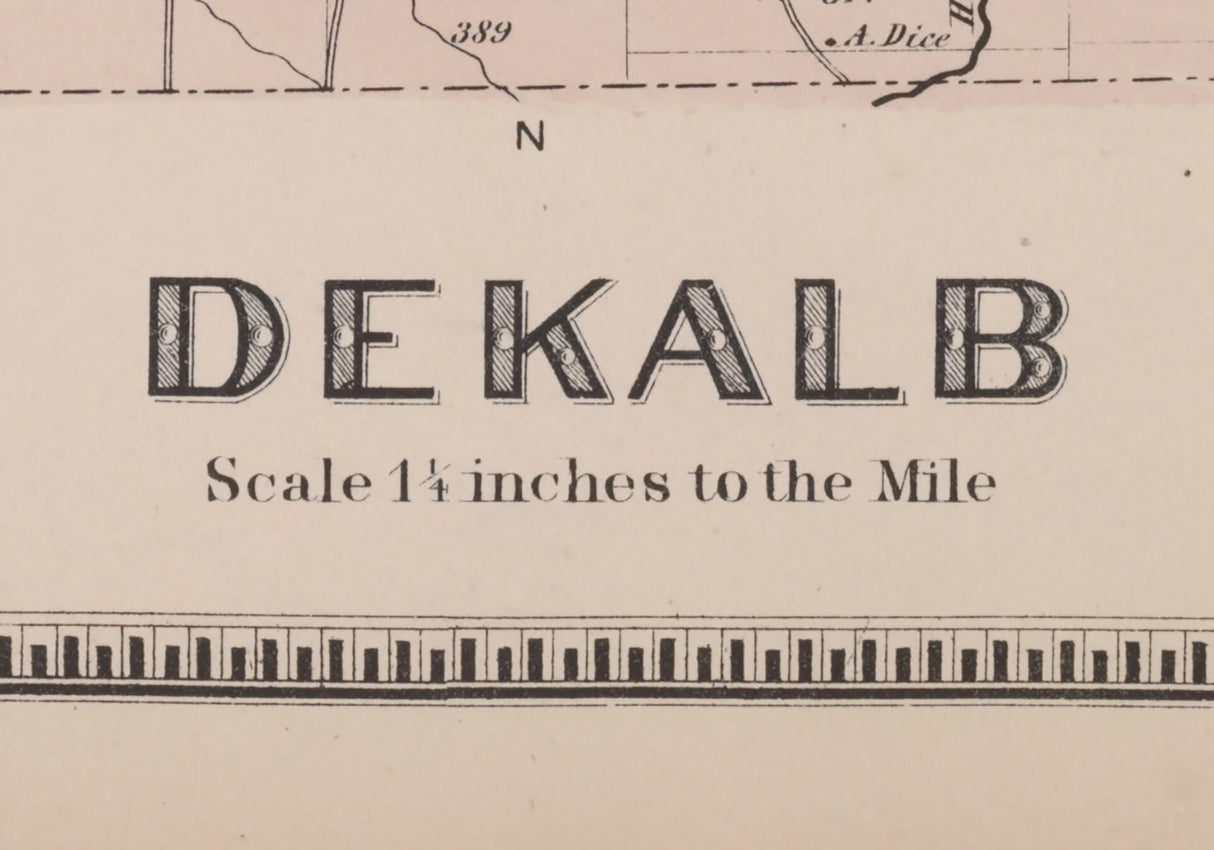 389
A. Dice
H
N
DEKALB
Scale 1¼ inches to the Mile